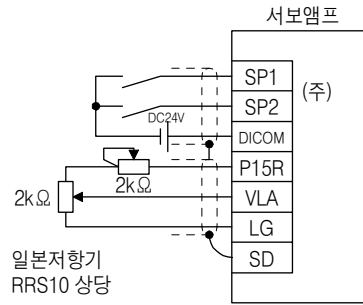 서보앰프
SP1
(주)
SP2
DC24V
DICOM
P15R
2kΩ
VLA
2kΩ
LG
SD
일본저항기
RRS10 상당